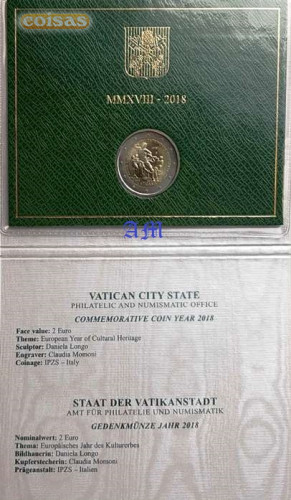 coisas
MMXVIII - 2018
AM
VATICAN CITY STATE
PHILATELIC AND NUMISMATIC OFFICE
COMMEMORATIVE COIN YEAR 2018
Face value: 2 Euro
Theme: European Year of Cultural Heritage
Sculptor: Daniela Longo
Engraver: Claudia Momoni
Coinage: IPZS – Italy
STAAT DER VATIKANSTADT
AMT FÜR PHILATELIE UND NUMISMATIK
GEDENKMÜNZE JAHR 2018
Nominalwert: 2 Euro
Thema: Europäisches Jahr des Kulturerbes
Bildhauerin: Daniela Longo
Kupferstecherin: Claudia Momoni
Prägeanstalt: IPZS – Italien